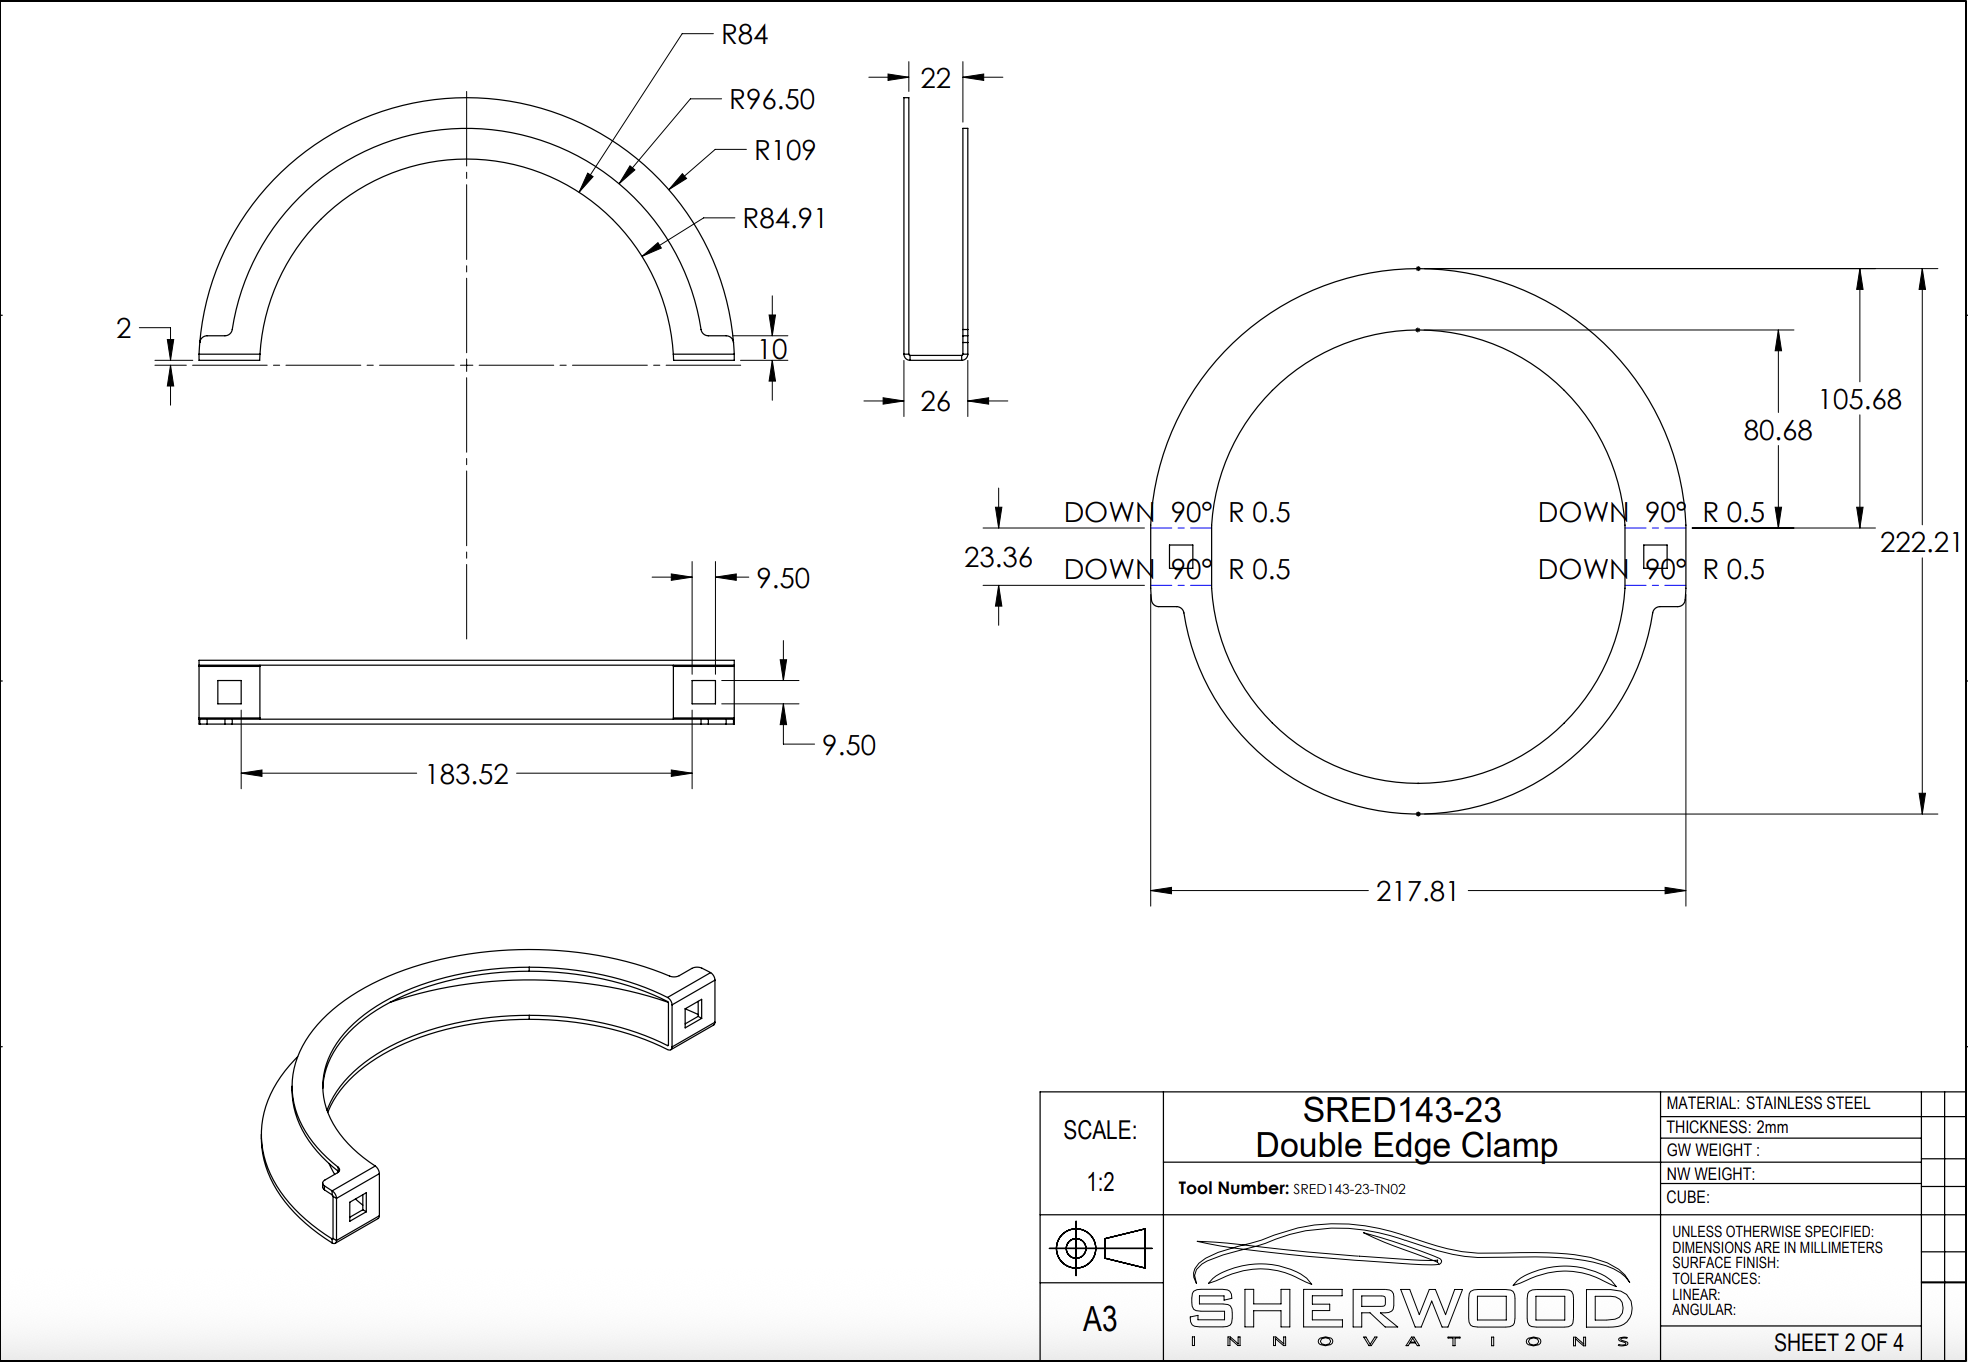 R84
R96.50
R109
R84.91
2
10
22
26
105.68
80.68
222.21
DOWN 90° R 0.5
DOWN 90° R 0.5
23.36
DOWN 90° R 0.5
DOWN 90° R 0.5
217.81
9.50
9.50
183.52
SCALE:
1:2
A3
SRED143-23
Double Edge Clamp
Tool Number: SRED143-23-TN02
SHERWOOD
INNOVATIONS
MATERIAL: STAINLESS STEEL
THICKNESS: 2mm
GW WEIGHT :
NW WEIGHT:
CUBE:
UNLESS OTHERWISE SPECIFIED:
DIMENSIONS ARE IN MILLIMETERS
SURFACE FINISH:
TOLERANCES:
LINEAR:
ANGULAR:
SHEET 2 OF 4